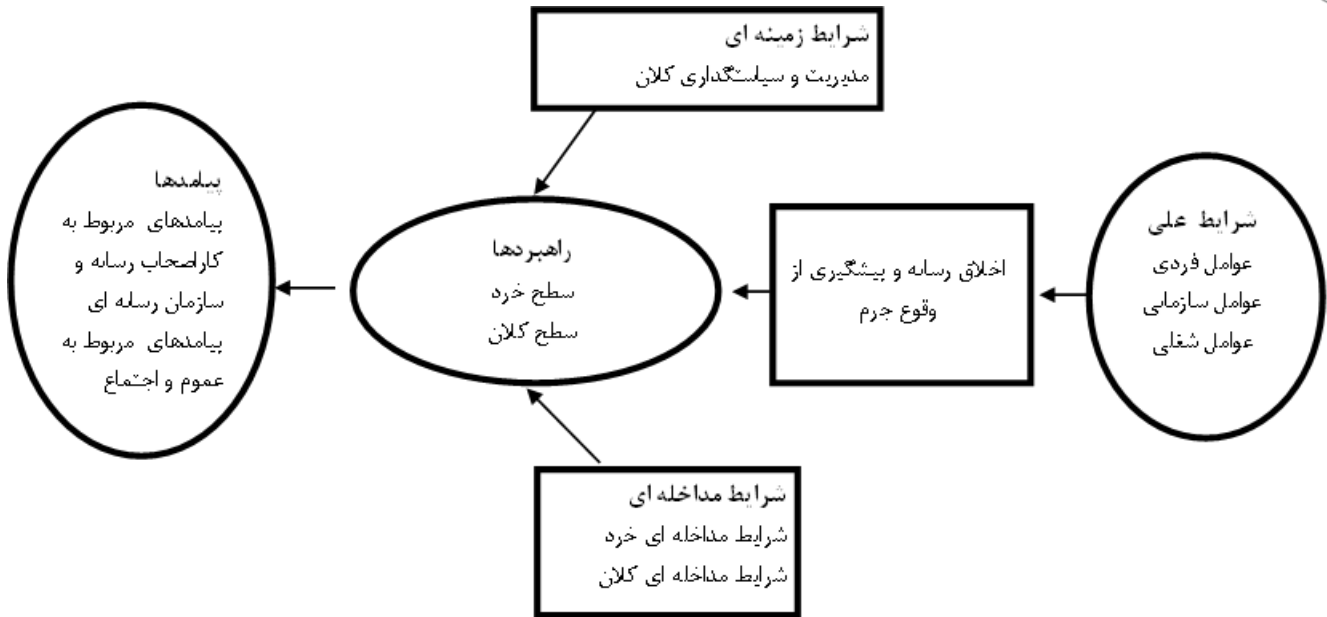 شرایط زمینه ای
مدیریت و سیاستگداری کلان
شرایط علی
عوامل فردی
عوامل سازمانی
عوامل شغلی
اخلاق رسانه و پیشگیری از
وقوع جرم
راهبردها
سطح خرد
سطح کلان
پیامدها
پیامدهای مربوط به
کاراصحاب رسانه و
سازمان رسانه ای
پیامدهای مربوط به
عموم و اجتماع
شرایط مداخله ای
شرایط مداخله ای خرد
شرایط مداخله ای کلان